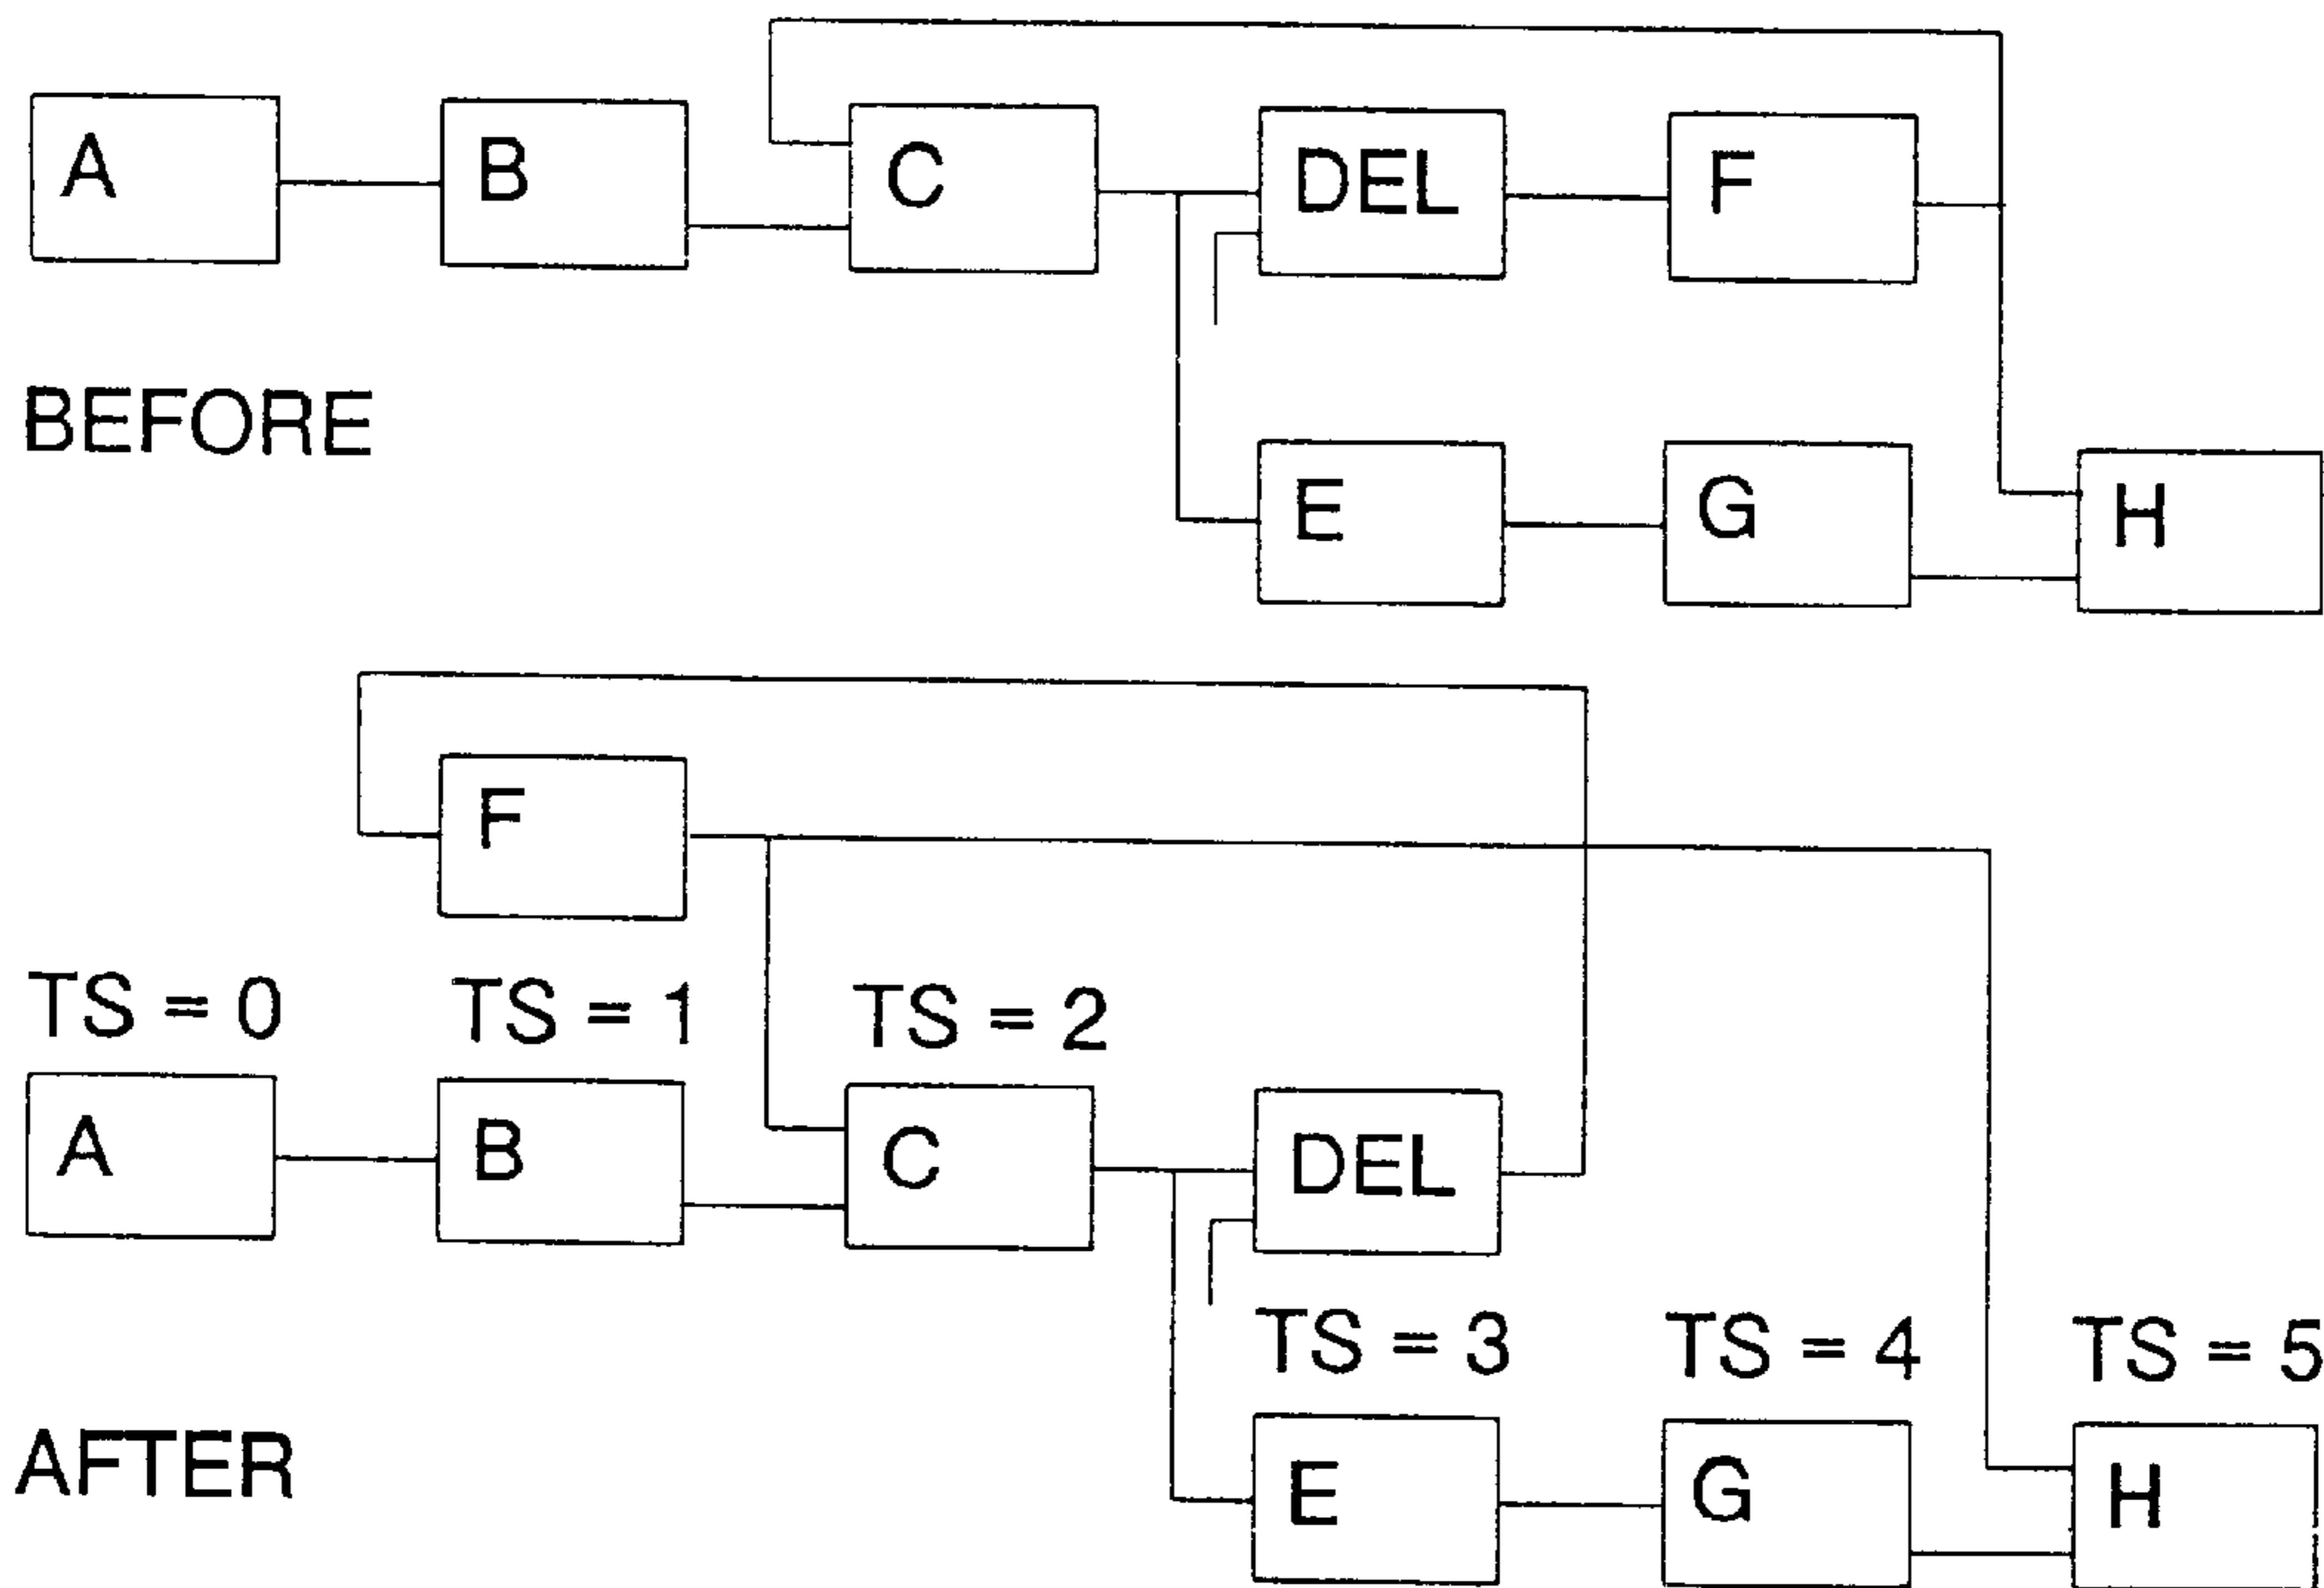 A B C DEL F
BEFORE
E G H
F
TS = 0 TS = 1 TS = 2
A B C DEL
TS = 3 TS = 4 TS = 5
AFTER
E G H